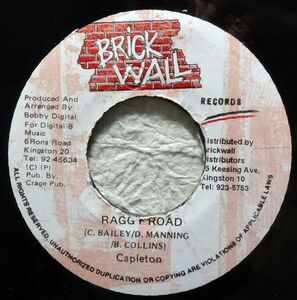 BRICK
WALL
RECORDS
Produced And
Arranged By
Bobby Digital
For Digital-B
Music
6Rons Road
Kingston 20
Tel: 92 45634
(C) (P)
Pub. By
Crage Pub.
Distributed by
Brickwall
Distributors
5 Keesing Ave.
Kingston 10
Tel: 923-5753
RAGGY ROAD
(C. BAILEY/D. MANNING
/B. COLLINS)
Capleton
ALL RIGHTS RESERVED. UNAUTHORIZED DUPLICATION OR COPYING ARE VIOLATIONS OF APPLICABLE LAWS